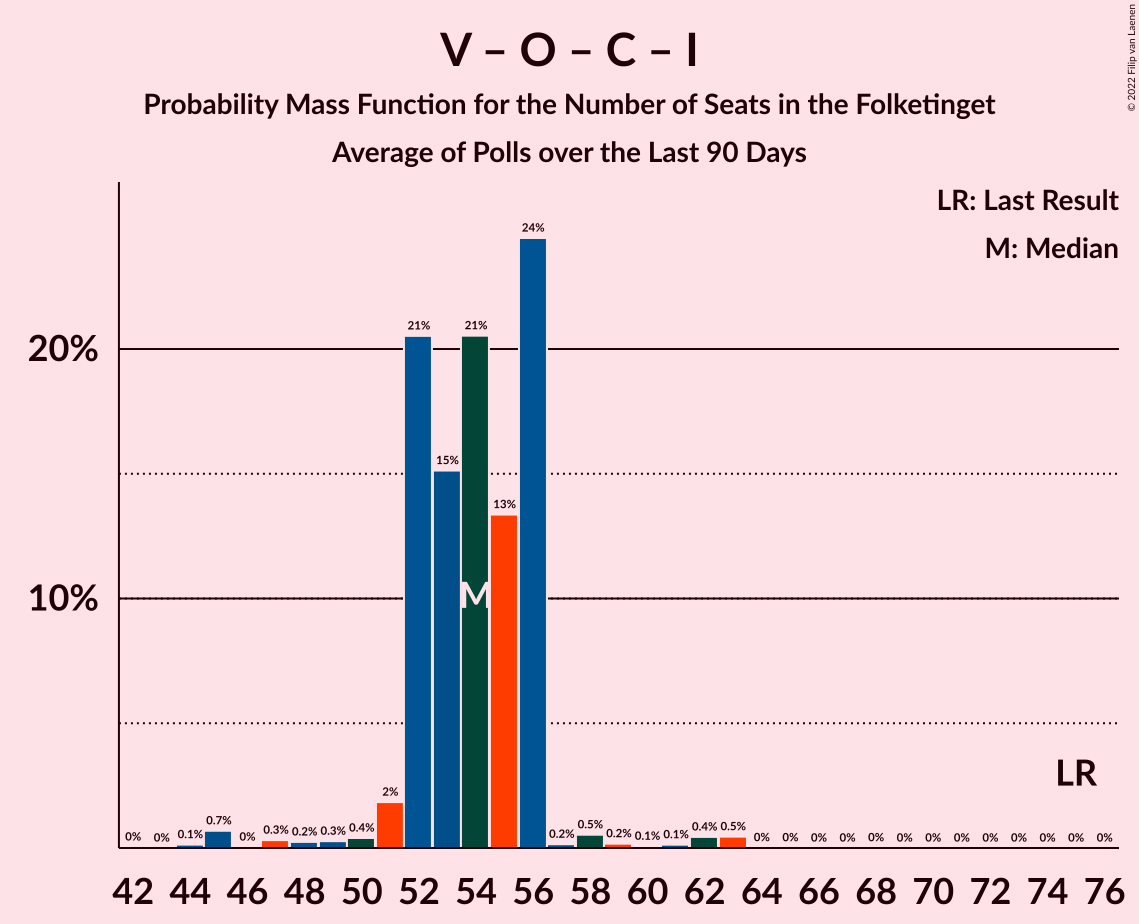 V – O – C – I
Probability Mass Function for the Number of Seats in the Folketinget
Average of Polls over the Last 90 Days
© 2022 Filip van Laenen
LR: Last Result
M: Median
20%
10%
0% 0% 0.1% 0.7% 0% 0.3% 0.2% 0.3% 0.4% 2% 21% 15% 21% 13% 24% 0.2% 0.5% 0.2% 0.1% 0.1% 0.4% 0.5% 0% 0% 0% 0% 0% 0% 0% 0% 0% 0% 0% 0% 0%
M
LR
42 44 46 48 50 52 54 56 58 60 62 64 66 68 70 72 74 76